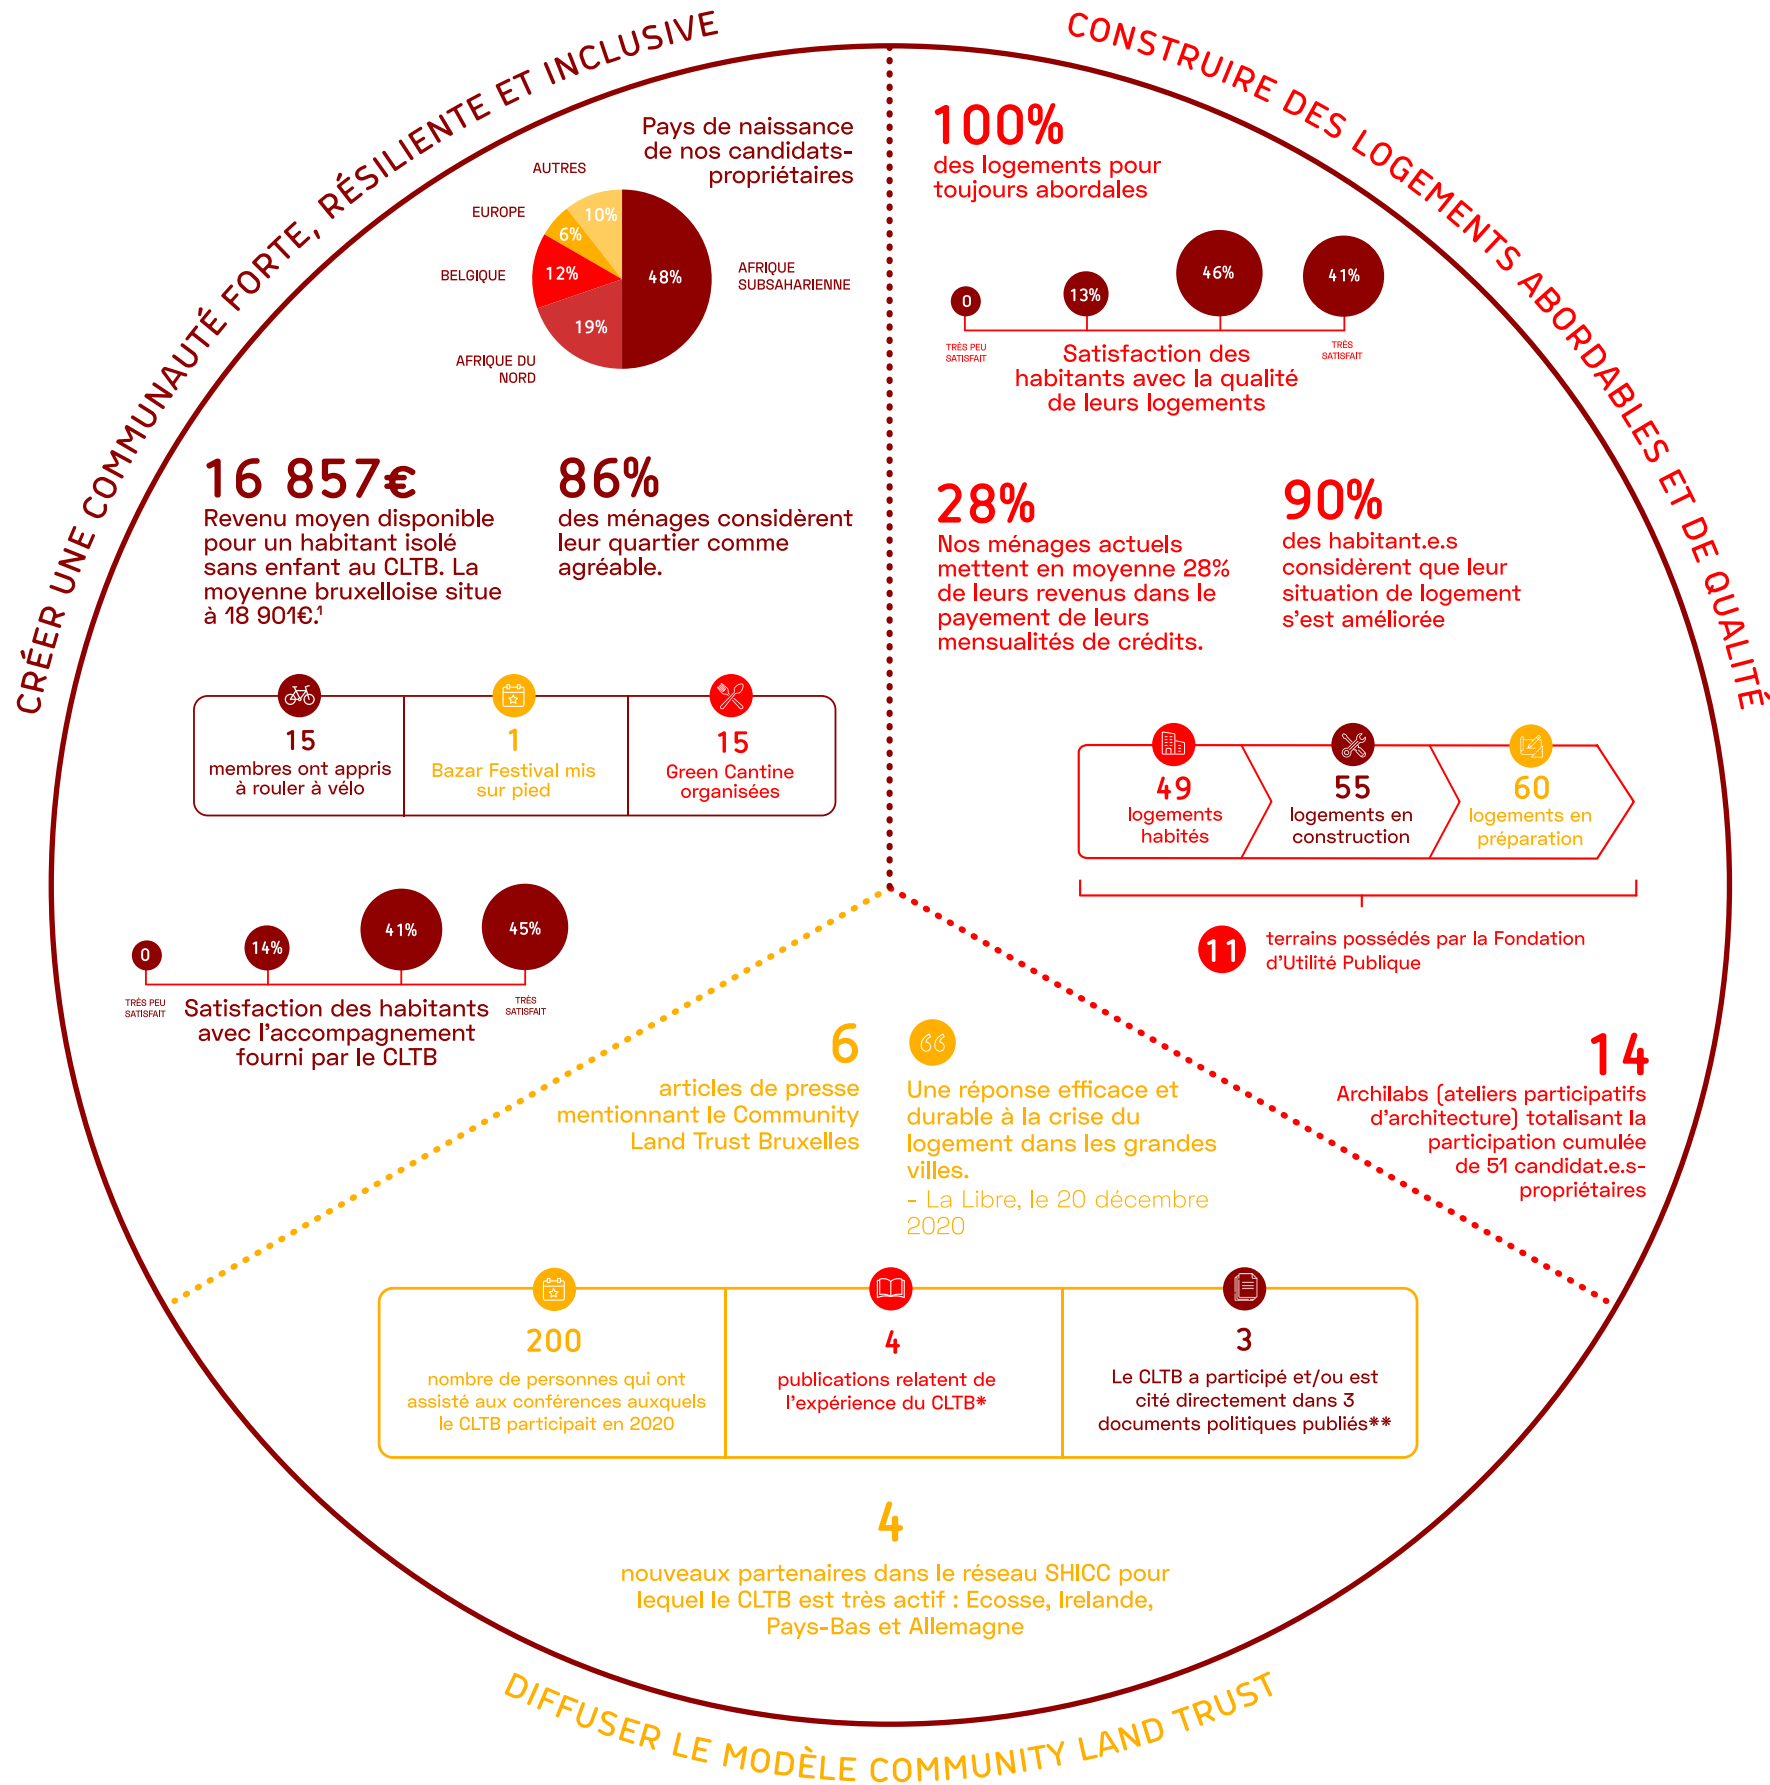 CRÉER UNE COMMUNAUTÉ FORTE, RÉSILIENTE ET INCLUSIVE
Pays de naissance
de nos candidats-
propriétaires
AUTRES
10%
EUROPE
6%
BELGIQUE
12%
48%
AFRIQUE
SUBSAHARIENNE
19%
AFRIQUE DU
NORD
16 857€
Revenu moyen disponible
pour un habitant isolé
sans enfant au CLTB. La
moyenne bruxelloise situe
à 18 901€.¹
86%
des ménages considèrent
leur quartier comme
agréable.
15
membres ont appris
à rouler à vélo
1
Bazar Festival mis
sur pied
15
Green Cantine
organisées
0
14%
41%
45%
TRÈS PEU
SATISFAIT
TRÈS
SATISFAIT
Satisfaction des habitants
avec l'accompagnement
fourni par le CLTB
CONSTRUIRE DES LOGEMENTS ABORDABLES ET DE QUALITÉ
100%
des logements pour
toujours abordales
0
13%
46%
41%
TRÈS PEU
SATISFAIT
TRÈS
SATISFAIT
Satisfaction des
habitants avec la qualité
de leurs logements
28%
Nos ménages actuels
mettent en moyenne 28%
de leurs revenus dans le
payement de leurs
mensualités de crédits.
90%
des habitant.e.s
considèrent que leur
situation de logement
s'est améliorée
49
logements
habités
55
logements en
construction
60
logements en
préparation
11
terrains possédés par la Fondation
d'Utilité Publique
14
Archilabs (ateliers participatifs
d'architecture) totalisant la
participation cumulée
de 51 candidat.e.s-
propriétaires
6
articles de presse
mentionnant le Community
Land Trust Bruxelles
Une réponse efficace et
durable à la crise du
logement dans les grandes
villes.
- La Libre, le 20 décembre
2020
200
nombre de personnes qui ont
assisté aux conférences auxquels
le CLTB participait en 2020
4
publications relatent de
l'expérience du CLTB*
3
Le CLTB a participé et/ou est
cité directement dans 3
documents politiques publiés**
4
nouveaux partenaires dans le réseau SHICC pour
lequel le CLTB est très actif : Ecosse, Irelande,
Pays-Bas et Allemagne
DIFFUSER LE MODÈLE COMMUNITY LAND TRUST